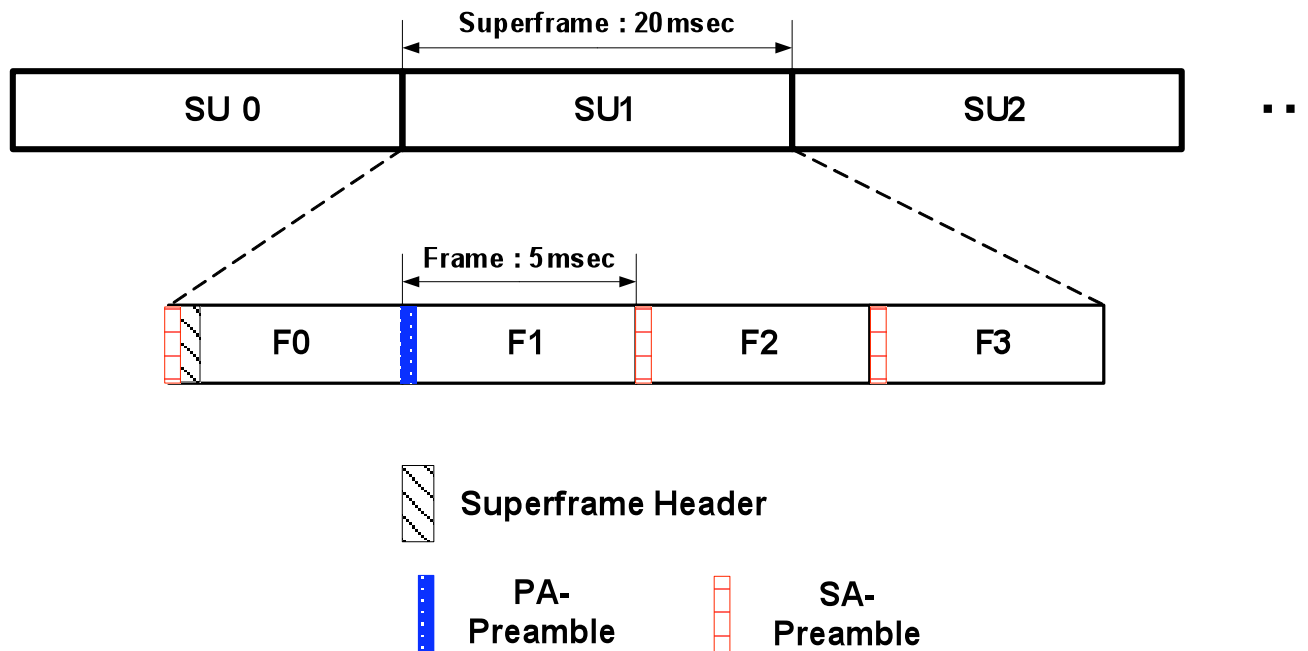 Superframe : 20msec
SU 0 SU1 SU2 ..
Frame : 5msec
F0 F1 F2 F3
Superframe Header
PA-
Preamble
SA-
Preamble